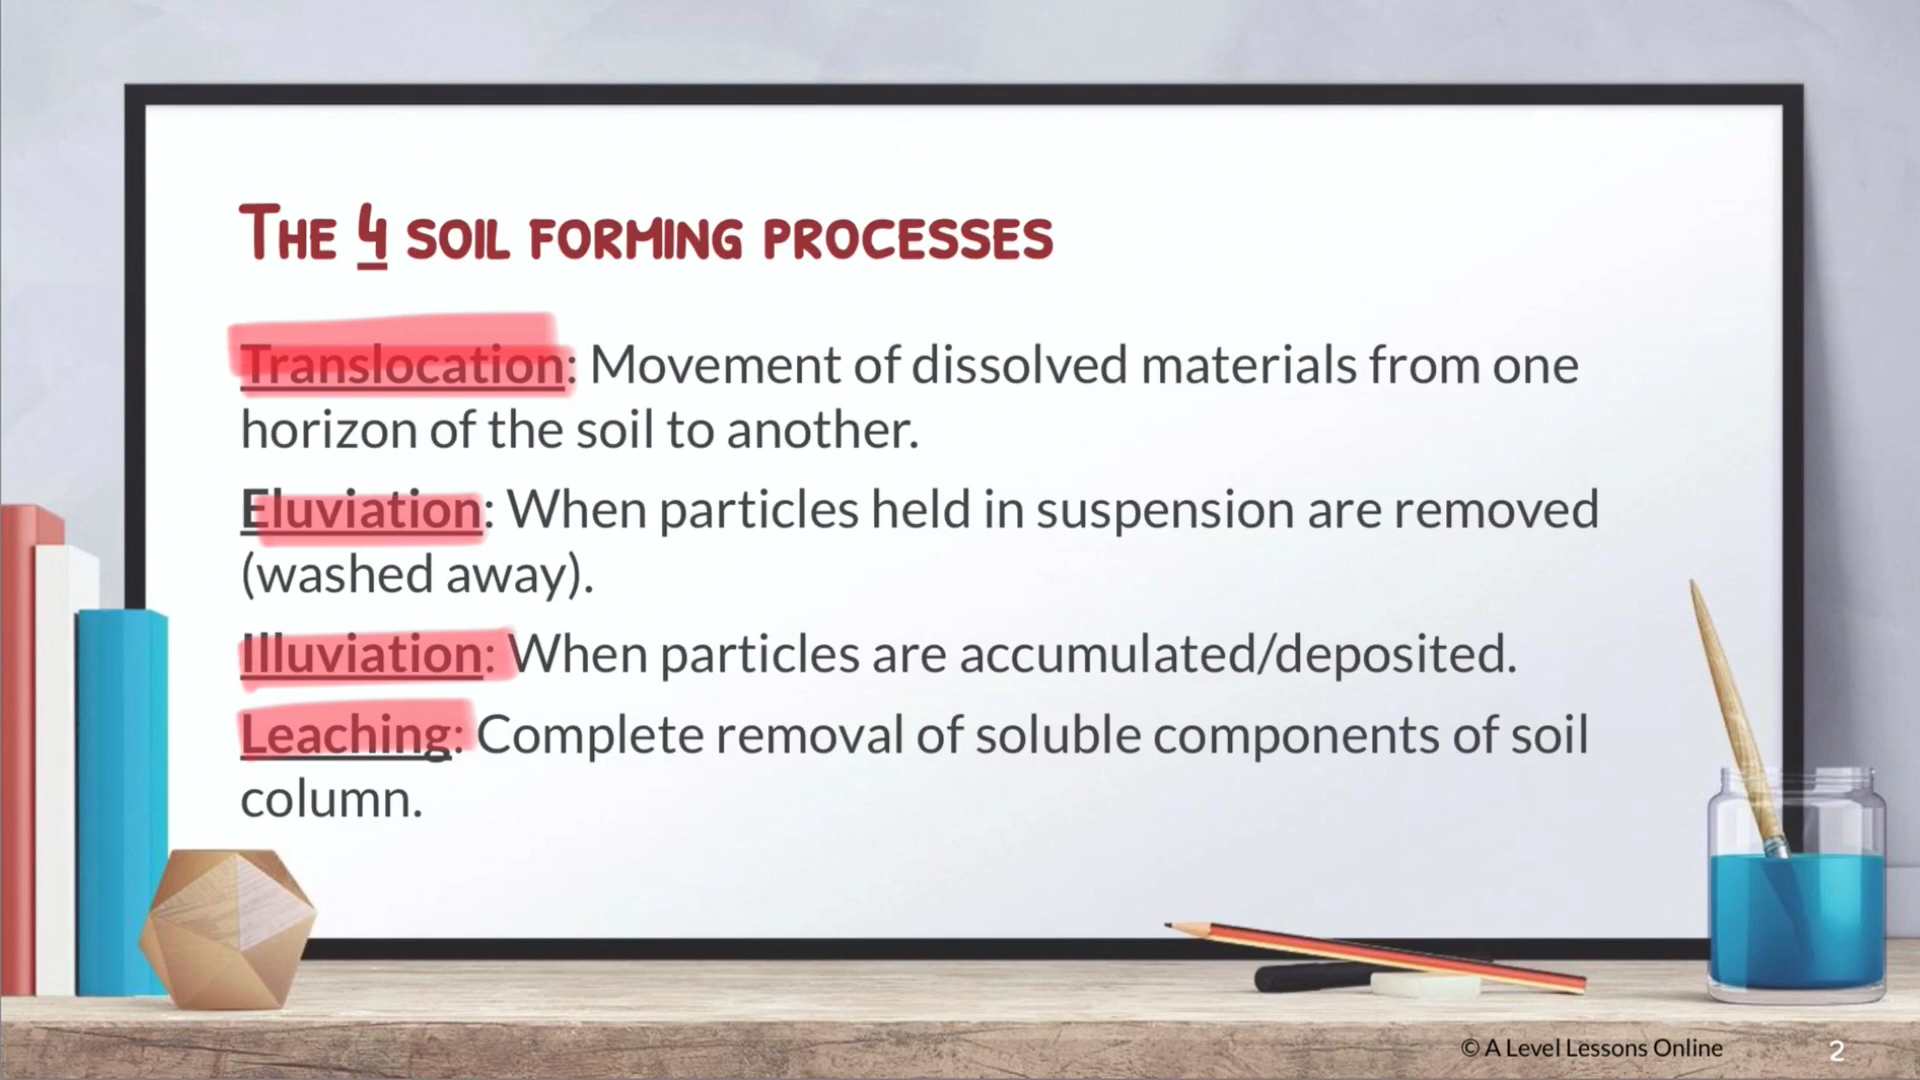 The 4 soil forming processes
Translocation: Movement of dissolved materials from one
horizon of the soil to another.
Eluviation: When particles held in suspension are removed
(washed away).
Illuviation: When particles are accumulated/deposited.
Leaching: Complete removal of soluble components of soil
column.
© A Level Lessons Online
2